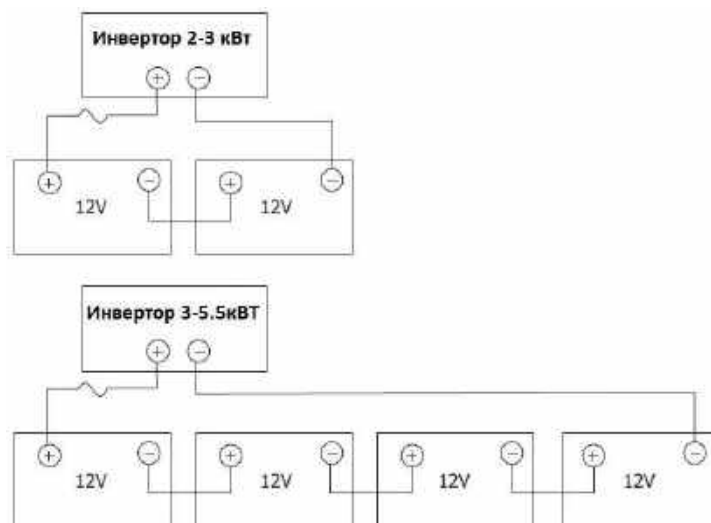 Инвертор 2-3 кВт
+ −
+ − + −
12V 12V
Инвертор 3-5.5кВТ
+ −
+ − + − + − + −
12V 12V 12V 12V